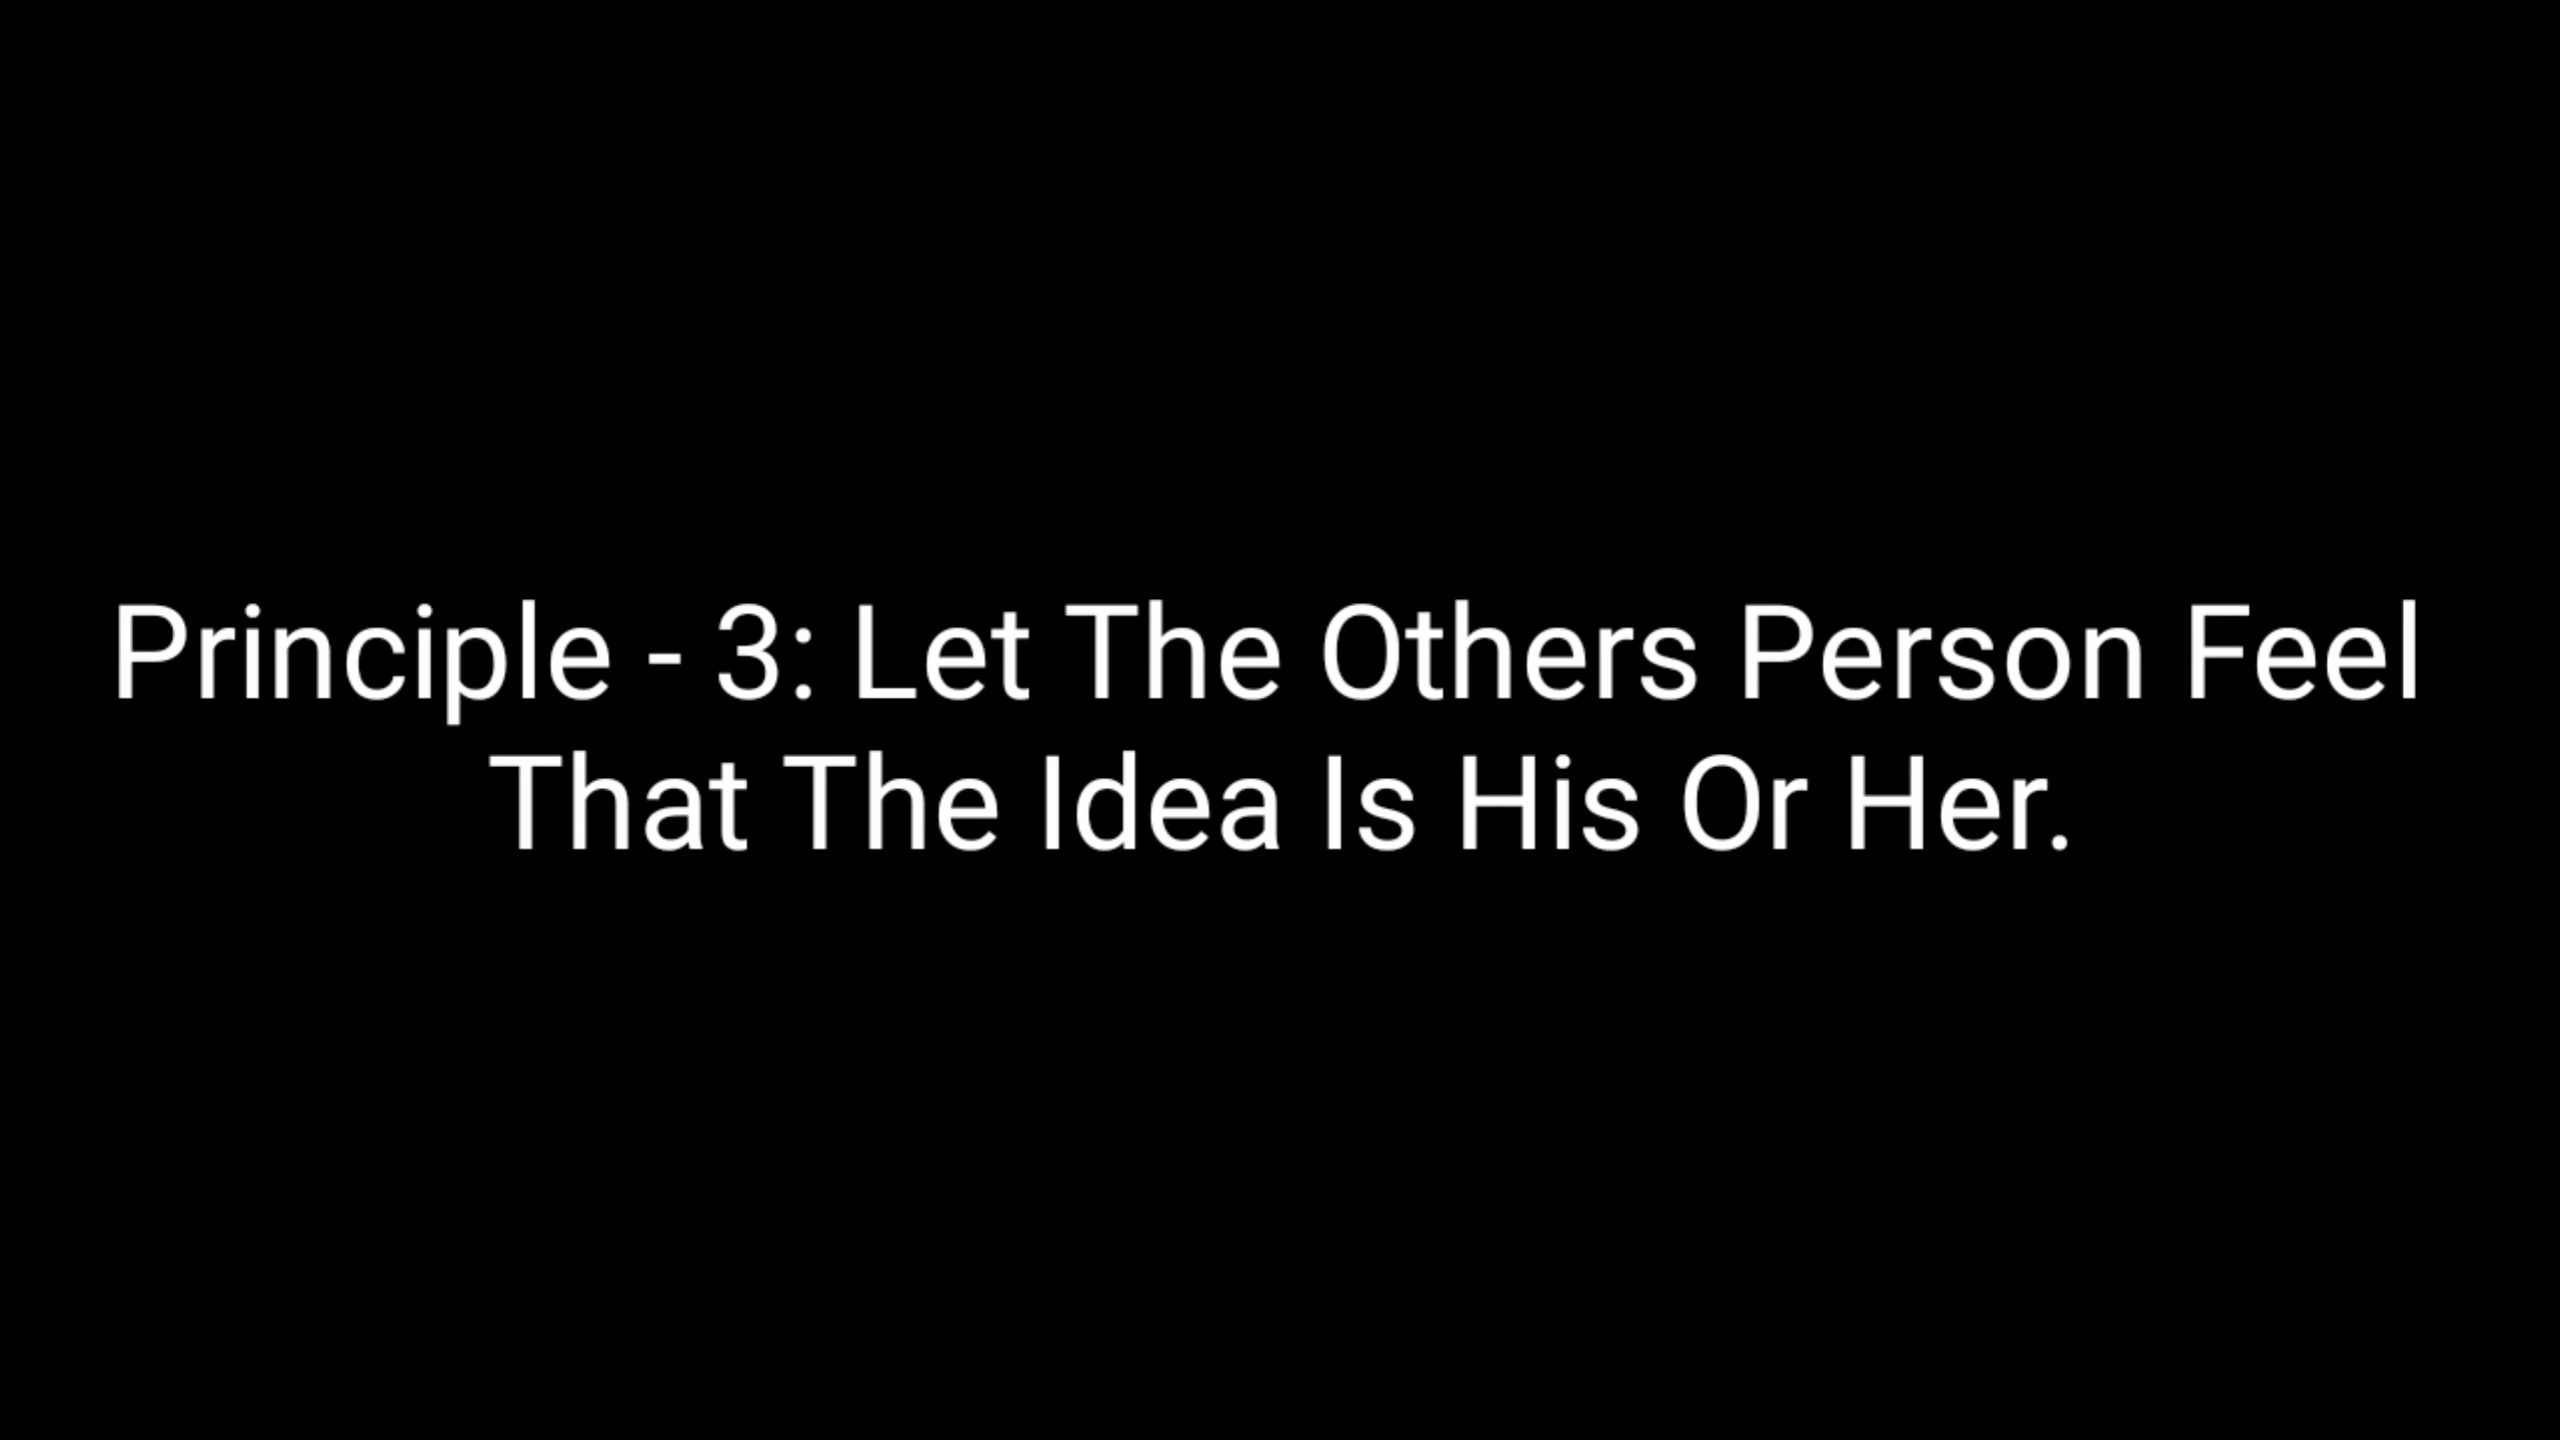 Principle - 3: Let The Others Person Feel
That The Idea Is His Or Her.